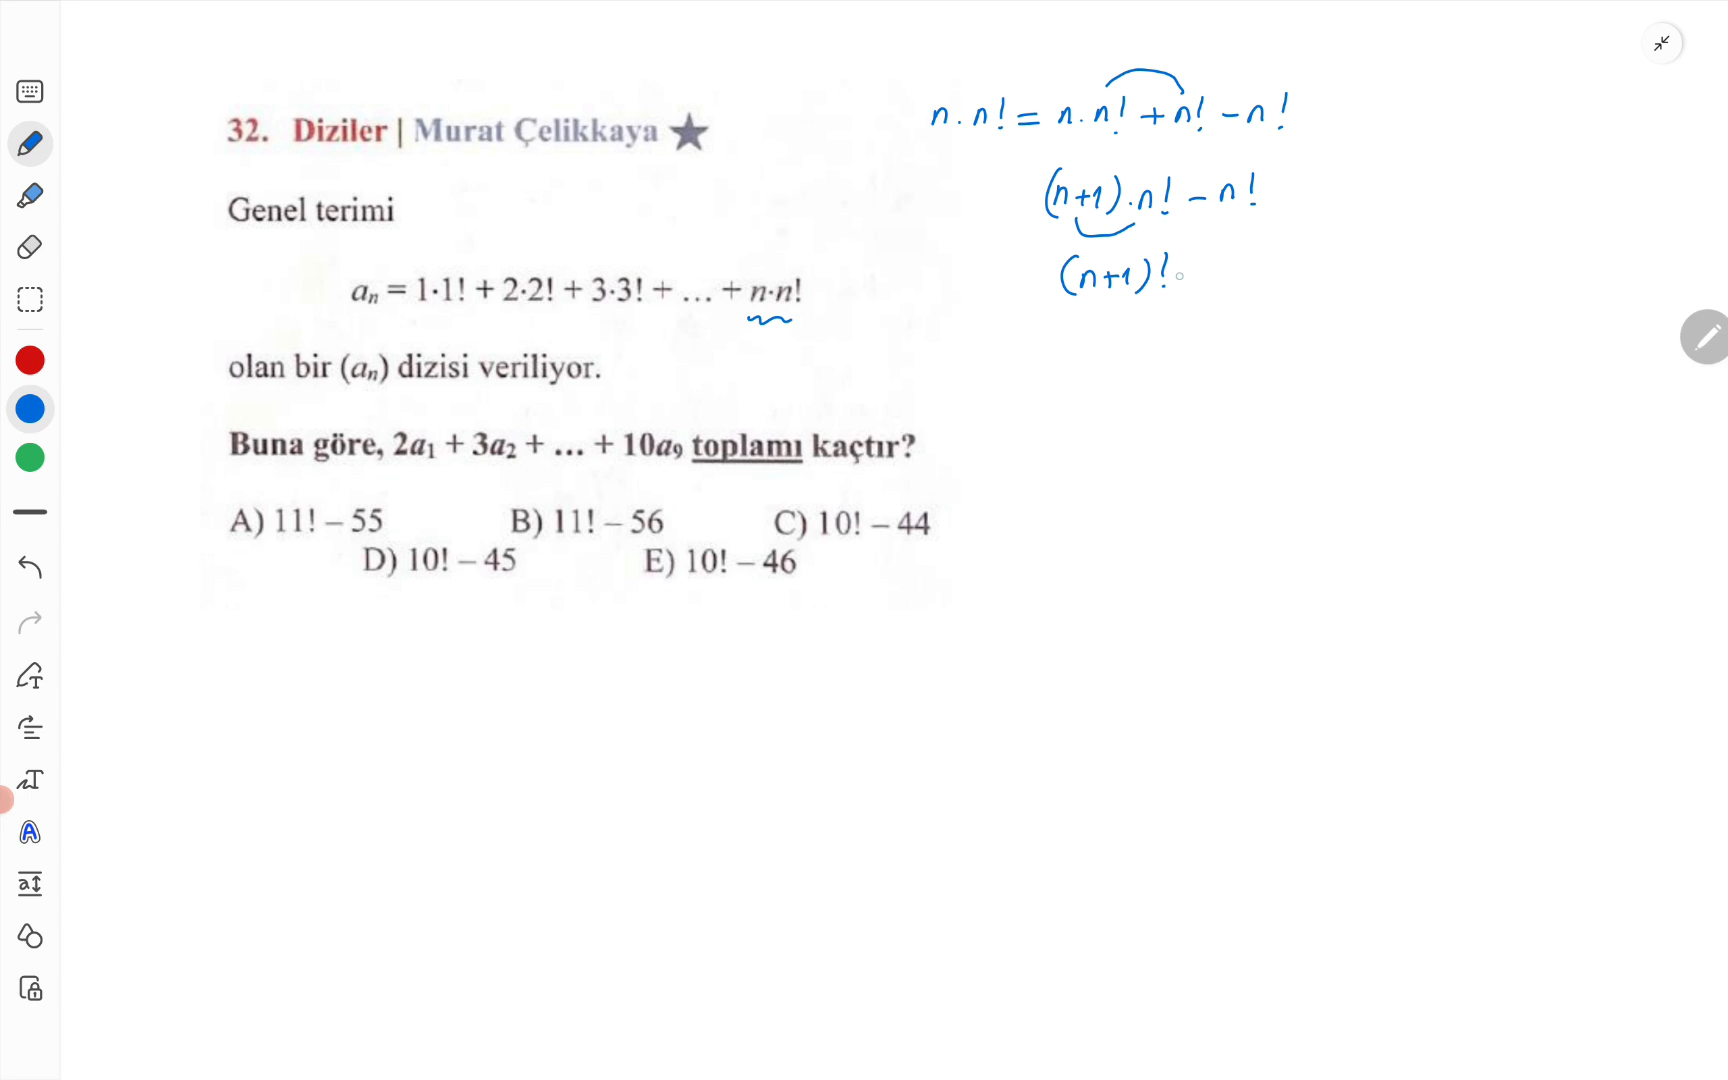 32. Diziler | Murat Çelikkaya ★
Genel terimi
aₙ = 1·1! + 2·2! + 3·3! + ... + n·n!
olan bir (aₙ) dizisi veriliyor.
Buna göre, 2a₁ + 3a₂ + ... + 10a₉ toplamı kaçtır?
A) 11! – 55 B) 11! – 56 C) 10! – 44
D) 10! – 45 E) 10! – 46
n.n! = n.n! + n! - n!
(n+1).n! - n!
(n+1)!